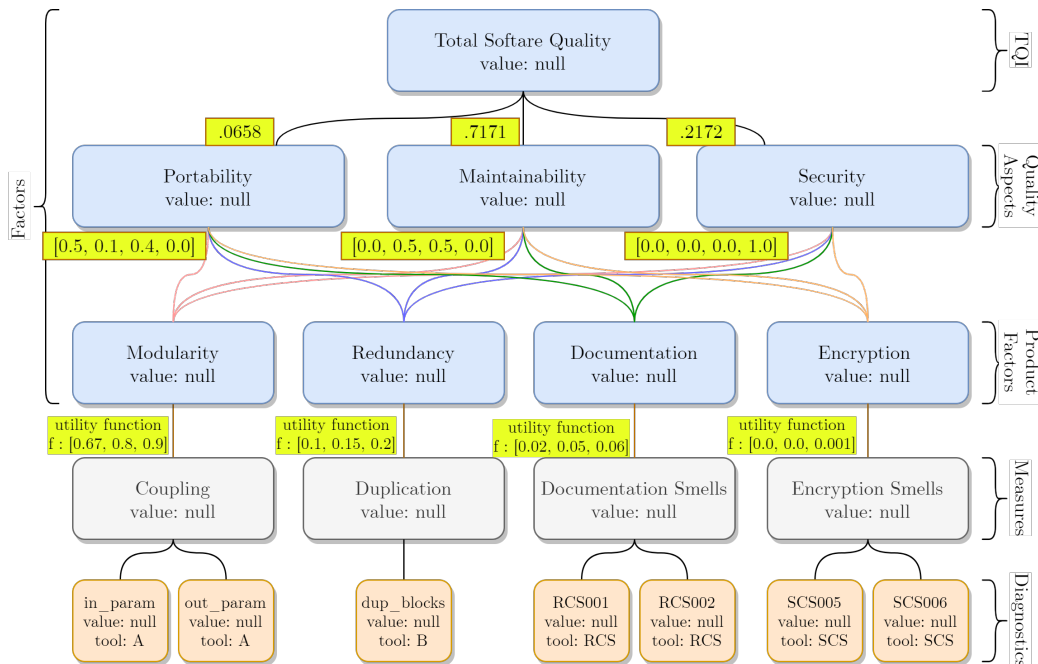 Total Softare Quality
value: null
TQI
.0658
.7171
.2172
Portability
value: null
Maintainability
value: null
Security
value: null
Quality
Aspects
Factors
[0.5, 0.1, 0.4, 0.0]
[0.0, 0.5, 0.5, 0.0]
[0.0, 0.0, 0.0, 1.0]
Modularity
value: null
Redundancy
value: null
Documentation
value: null
Encryption
value: null
Product
Factors
utility function
f : [0.67, 0.8, 0.9]
utility function
f : [0.1, 0.15, 0.2]
utility function
f : [0.02, 0.05, 0.06]
utility function
f : [0.0, 0.0, 0.001]
Coupling
value: null
Duplication
value: null
Documentation Smells
value: null
Encryption Smells
value: null
Measures
in_param
value: null
tool: A
out_param
value: null
tool: A
dup_blocks
value: null
tool: B
RCS001
value: null
tool: RCS
RCS002
value: null
tool: RCS
SCS005
value: null
tool: SCS
SCS006
value: null
tool: SCS
Diagnostics